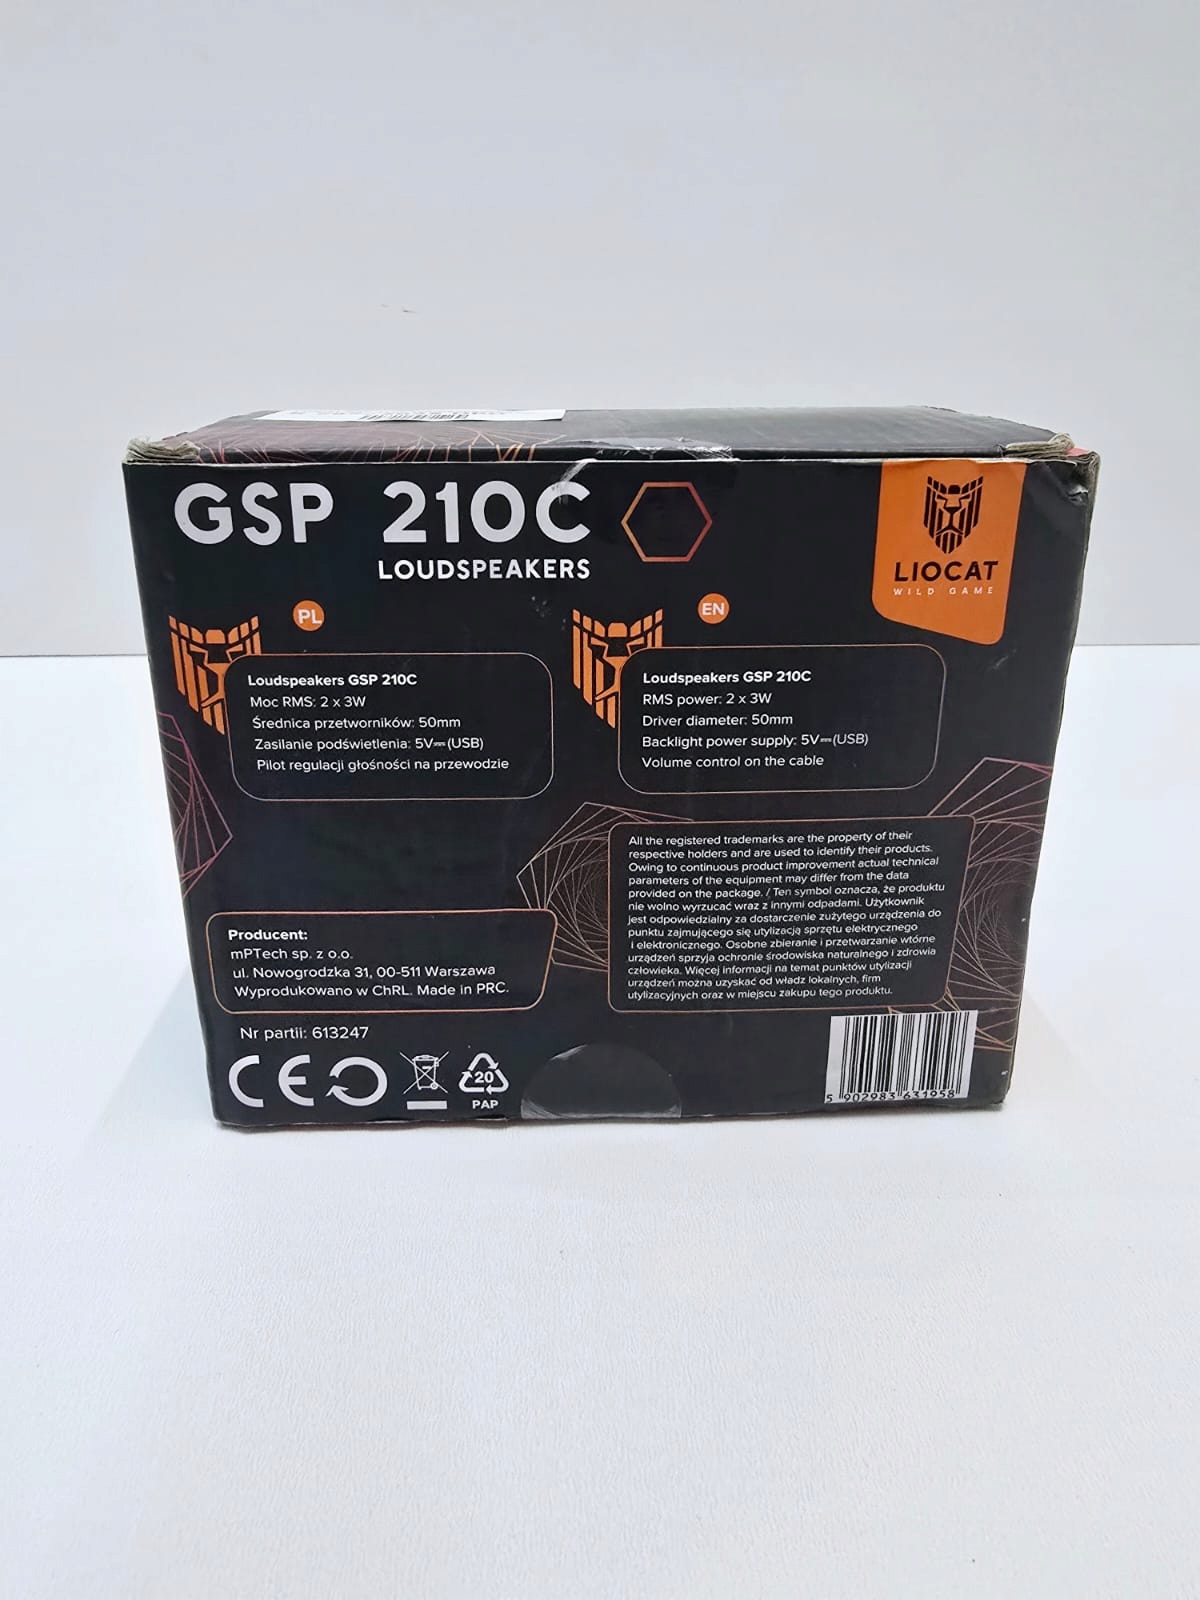 GSP 210C
LOUDSPEAKERS
LIOCAT
WILD GAME
PL
Loudspeakers GSP 210C
Moc RMS: 2 x 3W
Średnica przetworników: 50mm
Zasilanie podświetlenia: 5V⎓(USB)
Pilot regulacji głośności na przewodzie
EN
Loudspeakers GSP 210C
RMS power: 2 x 3W
Driver diameter: 50mm
Backlight power supply: 5V⎓(USB)
Volume control on the cable
All the registered trademarks are the property of their
respective holders and are used to identify their products.
Owing to continuous product improvement actual technical
parameters of the equipment may differ from the data
provided on the package. / Ten symbol oznacza, że produktu
nie wolno wyrzucać wraz z innymi odpadami. Użytkownik
jest odpowiedzialny za dostarczenie zużytego urządzenia do
punktu zajmującego się utylizacją sprzętu elektrycznego
i elektronicznego. Osobne zbieranie i przetwarzanie wtórne
urządzeń sprzyja ochronie środowiska naturalnego i zdrowia
człowieka. Więcej informacji na temat punktów utylizacji
urządzeń można uzyskać od władz lokalnych, firm
utylizacyjnych oraz w miejscu zakupu tego produktu.
Producent:
mPTech sp. z o.o.
ul. Nowogrodzka 31, 00-511 Warszawa
Wyprodukowano w ChRL. Made in PRC.
Nr partii: 613247
CE
20
PAP
5 902983 631958